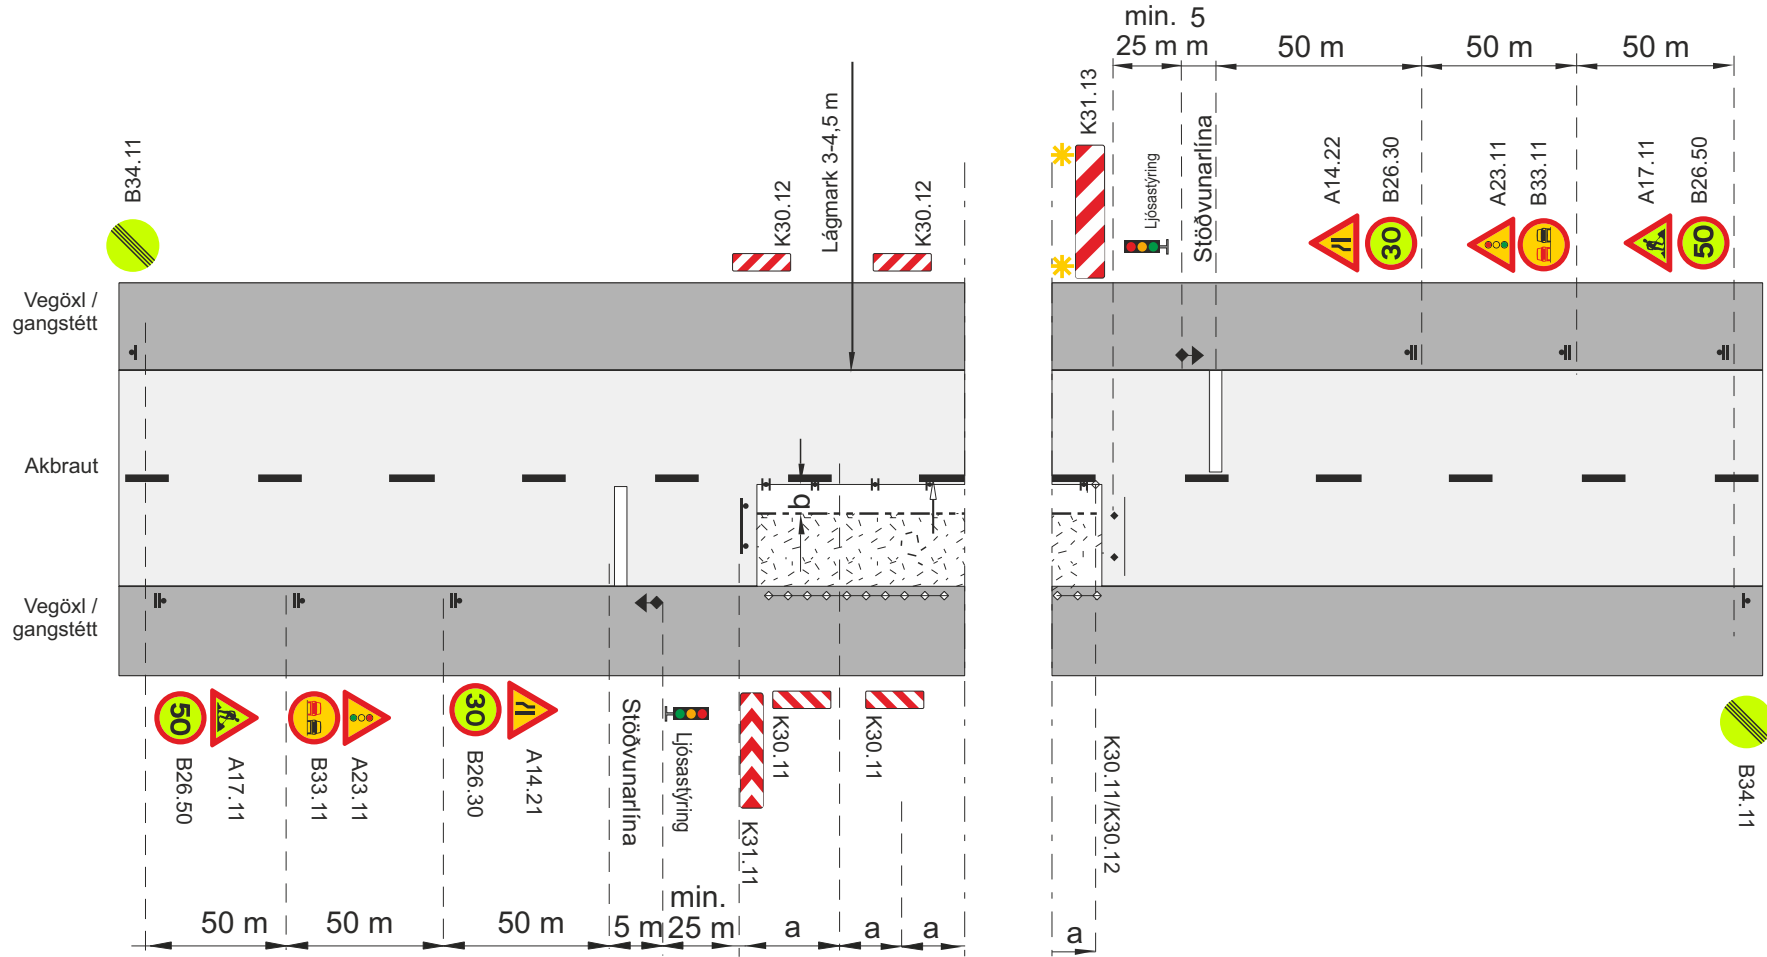 min. 5
25 m m
50 m
50 m
50 m
B34.11
K30.12
Lágmark 3-4,5 m
K30.12
K31.13
Ljósastýring
Stöðvunarlína
A14.22
B26.30
A23.11
B33.11
A17.11
B26.50
30
50
Vegöxl /
gangstétt
Akbraut
b
Vegöxl /
gangstétt
50
30
B26.50
A17.11
B33.11
A23.11
B26.30
A14.21
Stöðvunarlína
Ljósastýring
K31.11
K30.11
K30.11
K30.11/K30.12
B34.11
50 m
50 m
50 m
5 m
min.
25 m
a
a
a
a